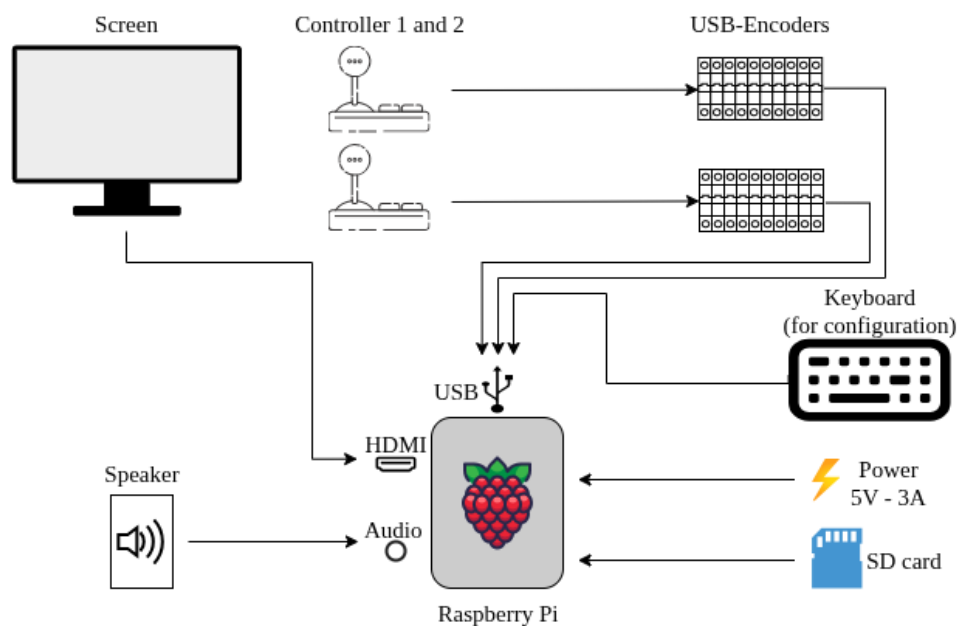 Screen
Controller 1 and 2
USB-Encoders
Keyboard
(for configuration)
USB
HDMI
Speaker
Power
5V - 3A
Audio
SD card
Raspberry Pi